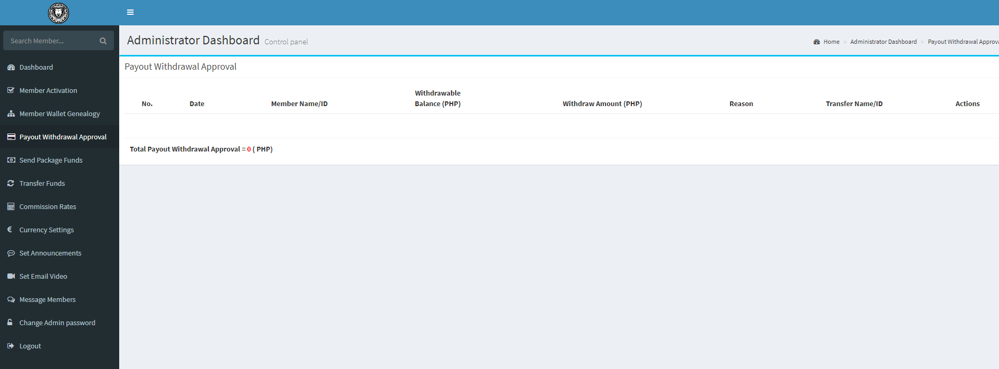 Search Member...
Dashboard
Member Activation
Member Wallet Genealogy
Payout Withdrawal Approval
Send Package Funds
Transfer Funds
Commission Rates
€ Currency Settings
Set Announcements
Set Email Video
Message Members
Change Admin password
Logout
Administrator Dashboard Control panel
Home > Administrator Dashboard > Payout Withdrawal Approva
Payout Withdrawal Approval
No. Date Member Name/ID Withdrawable Balance (PHP) Withdraw Amount (PHP) Reason Transfer Name/ID Actions
Total Payout Withdrawal Approval = 0 ( PHP)